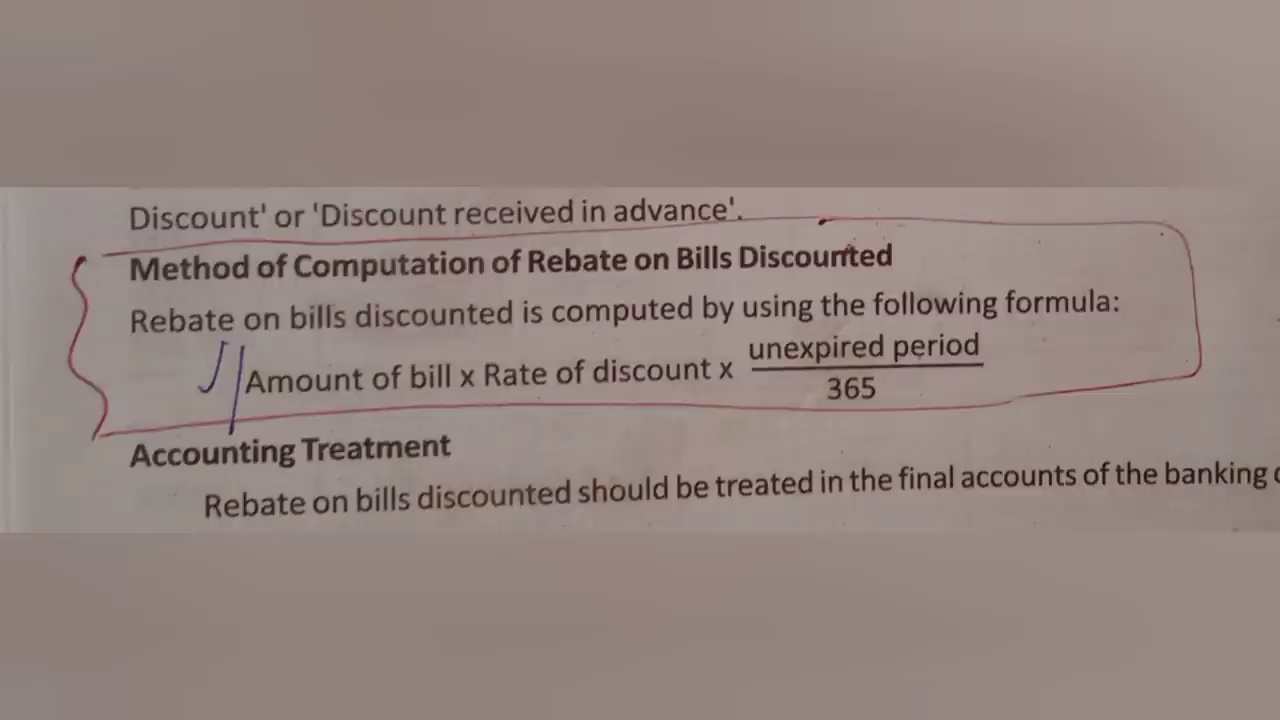 Discount' or 'Discount received in advance'.
Method of Computation of Rebate on Bills Discounted
Rebate on bills discounted is computed by using the following formula:
Amount of bill x Rate of discount x unexpired period
365
Accounting Treatment
Rebate on bills discounted should be treated in the final accounts of the banking